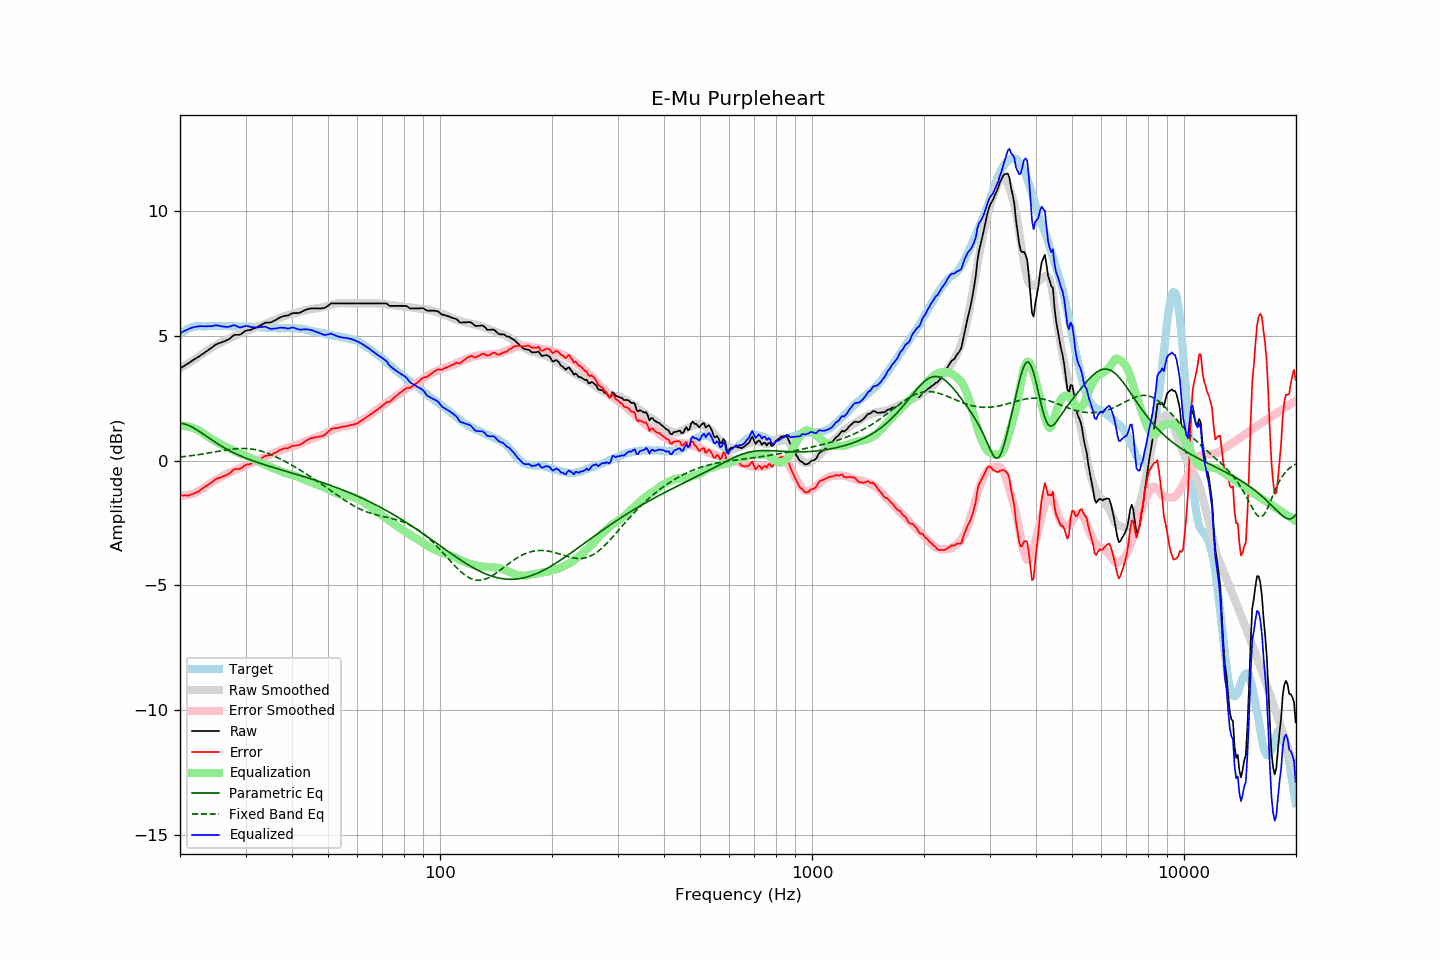 E-Mu Purpleheart
Amplitude (dBr)
10
5
0
−5
−10
−15
Target
Raw Smoothed
Error Smoothed
Raw
Error
Equalization
Parametric Eq
Fixed Band Eq
Equalized
100
1000
10000
Frequency (Hz)